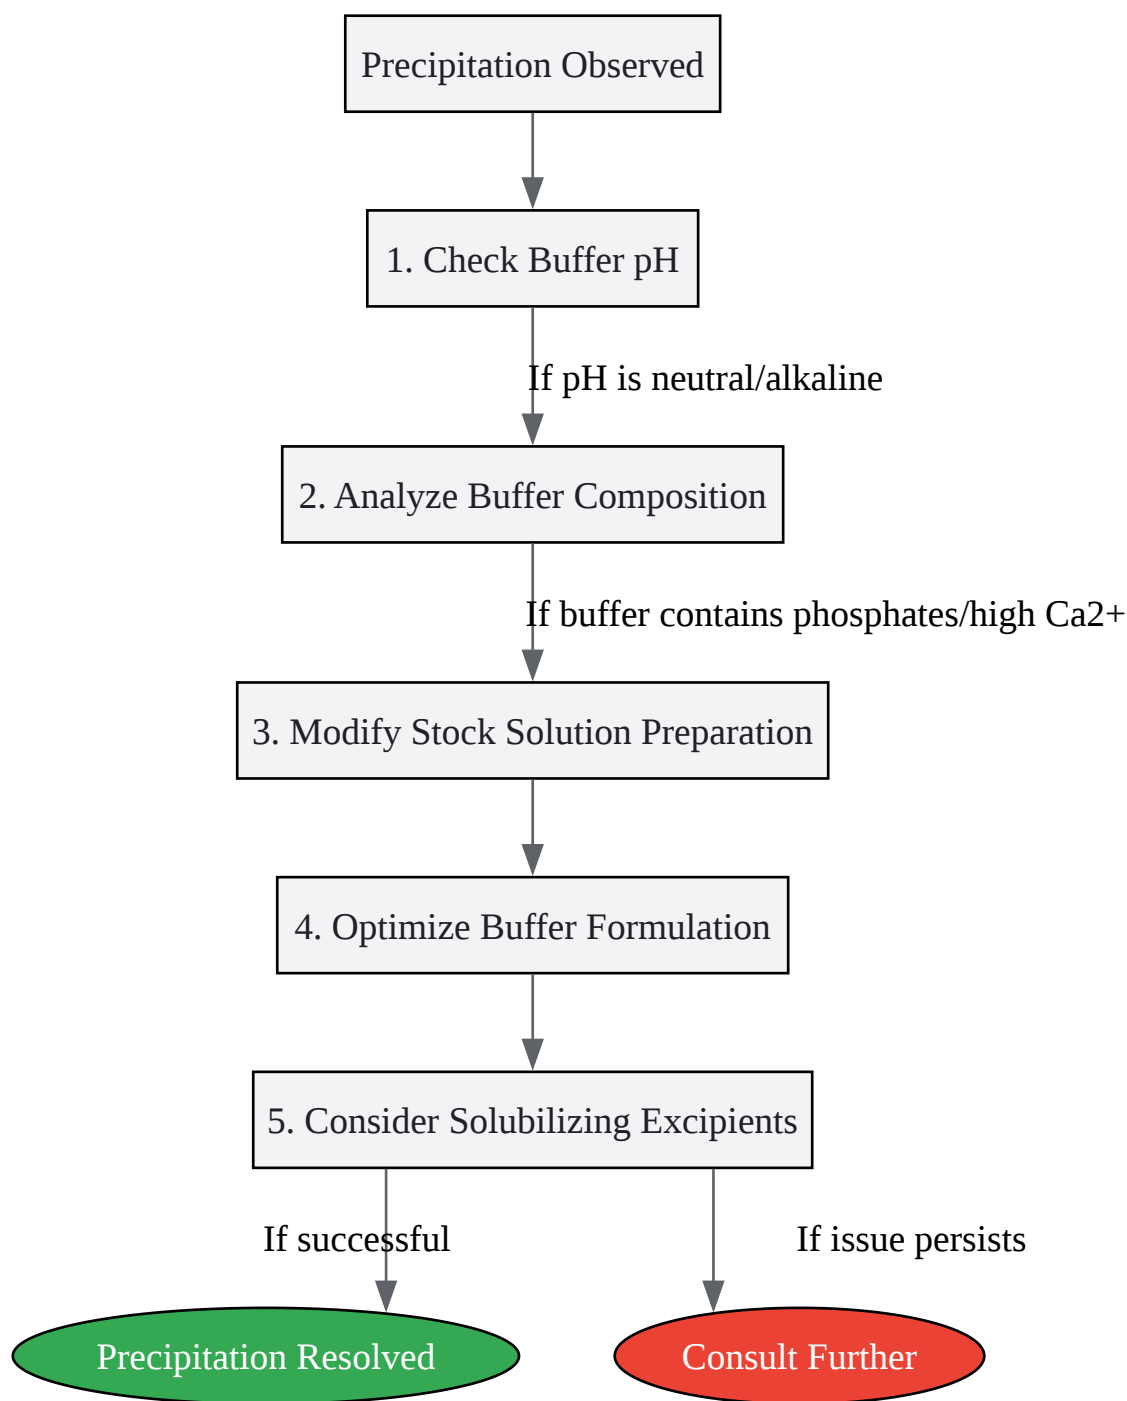 Precipitation Observed
1. Check Buffer pH
If pH is neutral/alkaline
2. Analyze Buffer Composition
If buffer contains phosphates/high Ca2+
3. Modify Stock Solution Preparation
4. Optimize Buffer Formulation
5. Consider Solubilizing Excipients
If successful
If issue persists
Precipitation Resolved
Consult Further